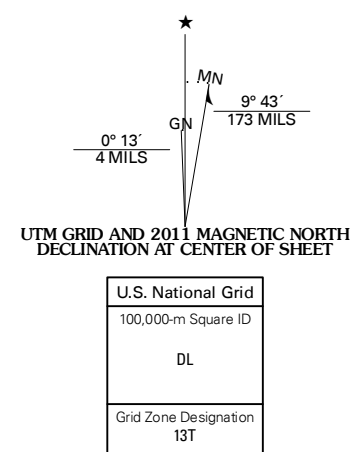 ★
MN
9° 43´
173 MILS
GN
0° 13´
4 MILS
UTM GRID AND 2011 MAGNETIC NORTH
DECLINATION AT CENTER OF SHEET
U.S. National Grid
100,000-m Square ID
DL
Grid Zone Designation
13T